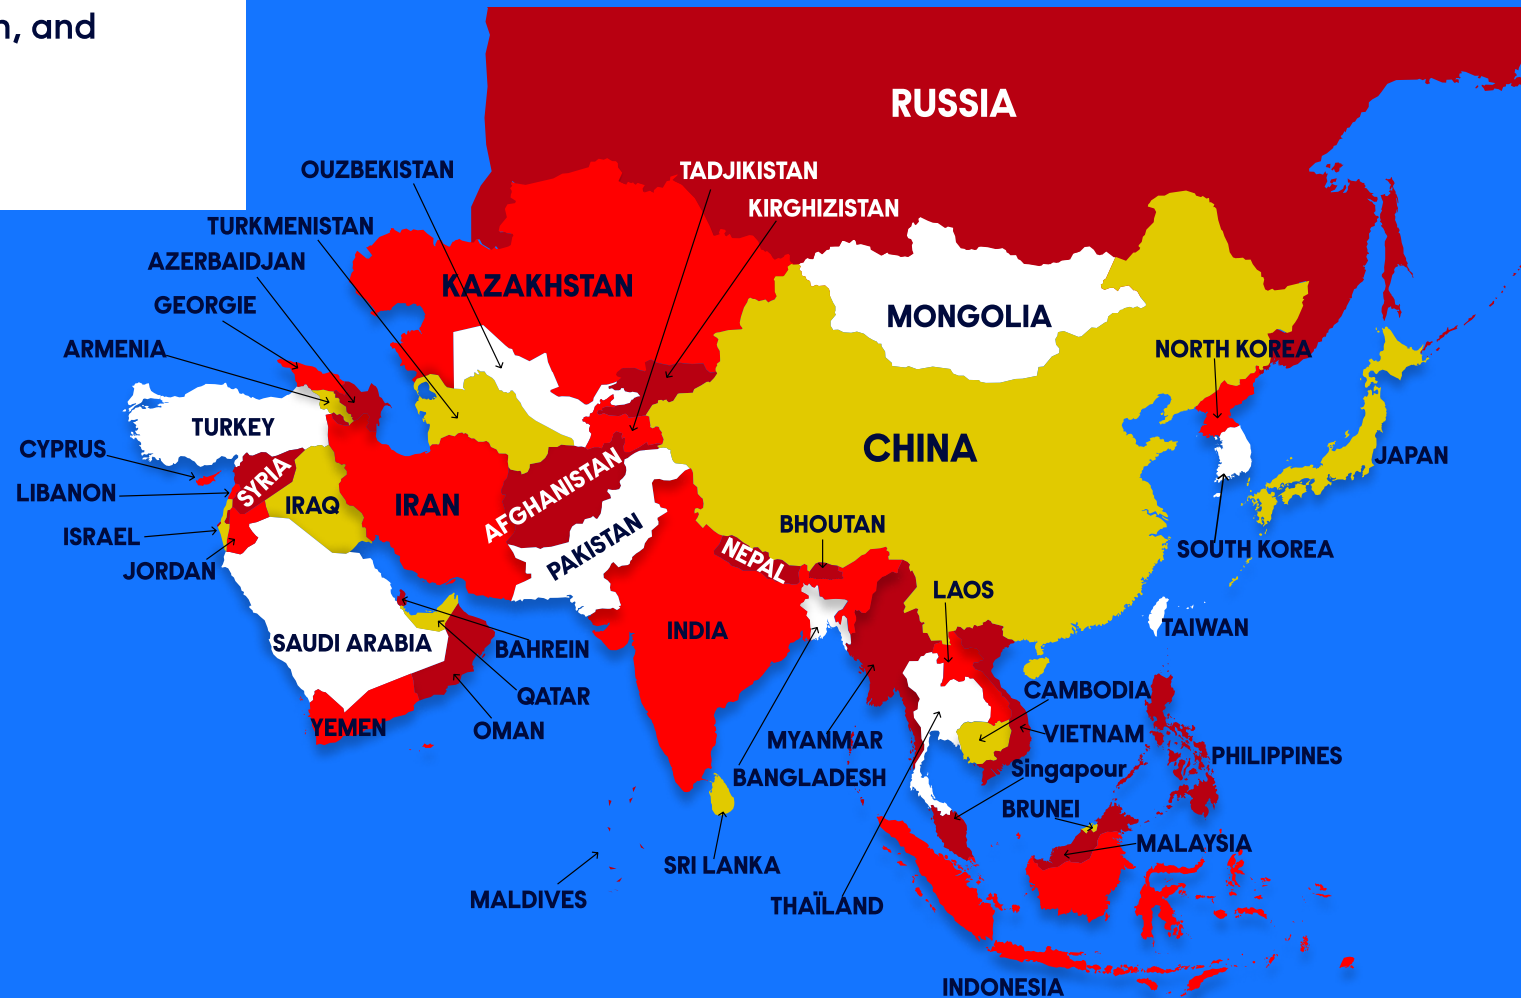 n, and
RUSSIA
OUZBEKISTAN
TADJIKISTAN
KIRGHIZISTAN
TURKMENISTAN
AZERBAIDJAN
KAZAKHSTAN
GEORGIE
MONGOLIA
ARMENIA
NORTH KOREA
TURKEY
CYPRUS
CHINA
JAPAN
SYRIA
LIBANON
IRAQ
IRAN
AFGHANISTAN
ISRAEL
BHOUTAN
PAKISTAN
SOUTH KOREA
JORDAN
NEPAL
LAOS
SAUDI ARABIA
INDIA
TAIWAN
BAHREIN
QATAR
CAMBODIA
YEMEN
OMAN
MYANMAR
VIETNAM
PHILIPPINES
BANGLADESH
Singapour
BRUNEI
MALAYSIA
SRI LANKA
MALDIVES
THAÏLAND
INDONESIA